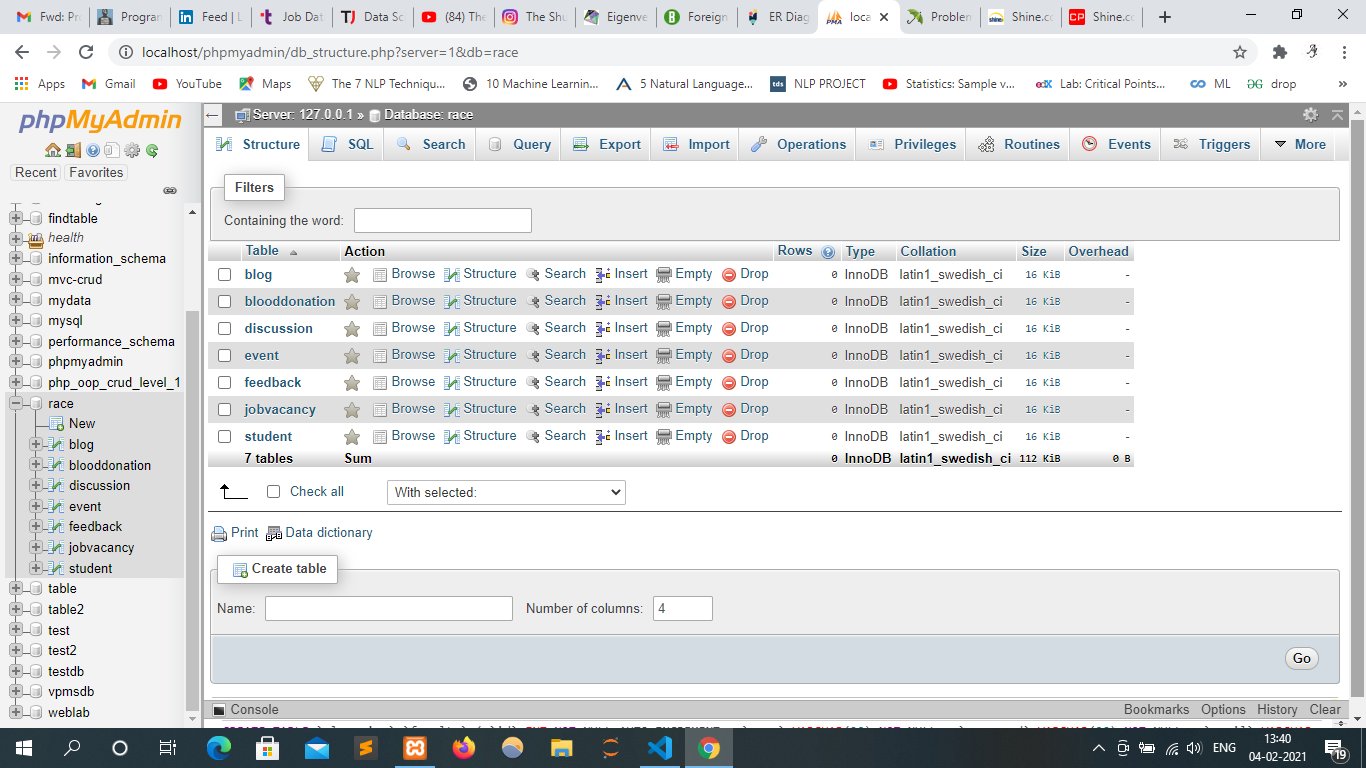 Fwd: Pr
Program
Feed | L
Job Dat
Data Sc
(84) The
The Shu
Eigenve
Foreign
ER Diag
loca
Problem
Shine.co
Shine.co
localhost/phpmyadmin/db_structure.php?server=1&db=race
Apps
Gmail
YouTube
Maps
The 7 NLP Techniqu...
10 Machine Learnin...
5 Natural Language...
NLP PROJECT
Statistics: Sample v...
Lab: Critical Points...
ML
drop
phpMyAdmin
Recent Favorites
findtable
health
information_schema
mvc-crud
mydata
mysql
performance_schema
phpmyadmin
php_oop_crud_level_1
race
New
blog
blooddonation
discussion
event
feedback
jobvacancy
student
table
table2
test
test2
testdb
vpmsdb
weblab
Server: 127.0.0.1 » Database: race
Structure SQL Search Query Export Import Operations Privileges Routines Events Triggers More
Filters
Containing the word:
Table Action Rows Type Collation Size Overhead
blog Browse Structure Search Insert Empty Drop 0 InnoDB latin1_swedish_ci 16 KiB -
blooddonation Browse Structure Search Insert Empty Drop 0 InnoDB latin1_swedish_ci 16 KiB -
discussion Browse Structure Search Insert Empty Drop 0 InnoDB latin1_swedish_ci 16 KiB -
event Browse Structure Search Insert Empty Drop 0 InnoDB latin1_swedish_ci 16 KiB -
feedback Browse Structure Search Insert Empty Drop 0 InnoDB latin1_swedish_ci 16 KiB -
jobvacancy Browse Structure Search Insert Empty Drop 0 InnoDB latin1_swedish_ci 16 KiB -
student Browse Structure Search Insert Empty Drop 0 InnoDB latin1_swedish_ci 16 KiB -
7 tables Sum 0 InnoDB latin1_swedish_ci 112 KiB 0 B
Check all With selected:
Print Data dictionary
Create table
Name: Number of columns: 4
Go
Console Bookmarks Options History Clear
ENG
13:40
04-02-2021
19